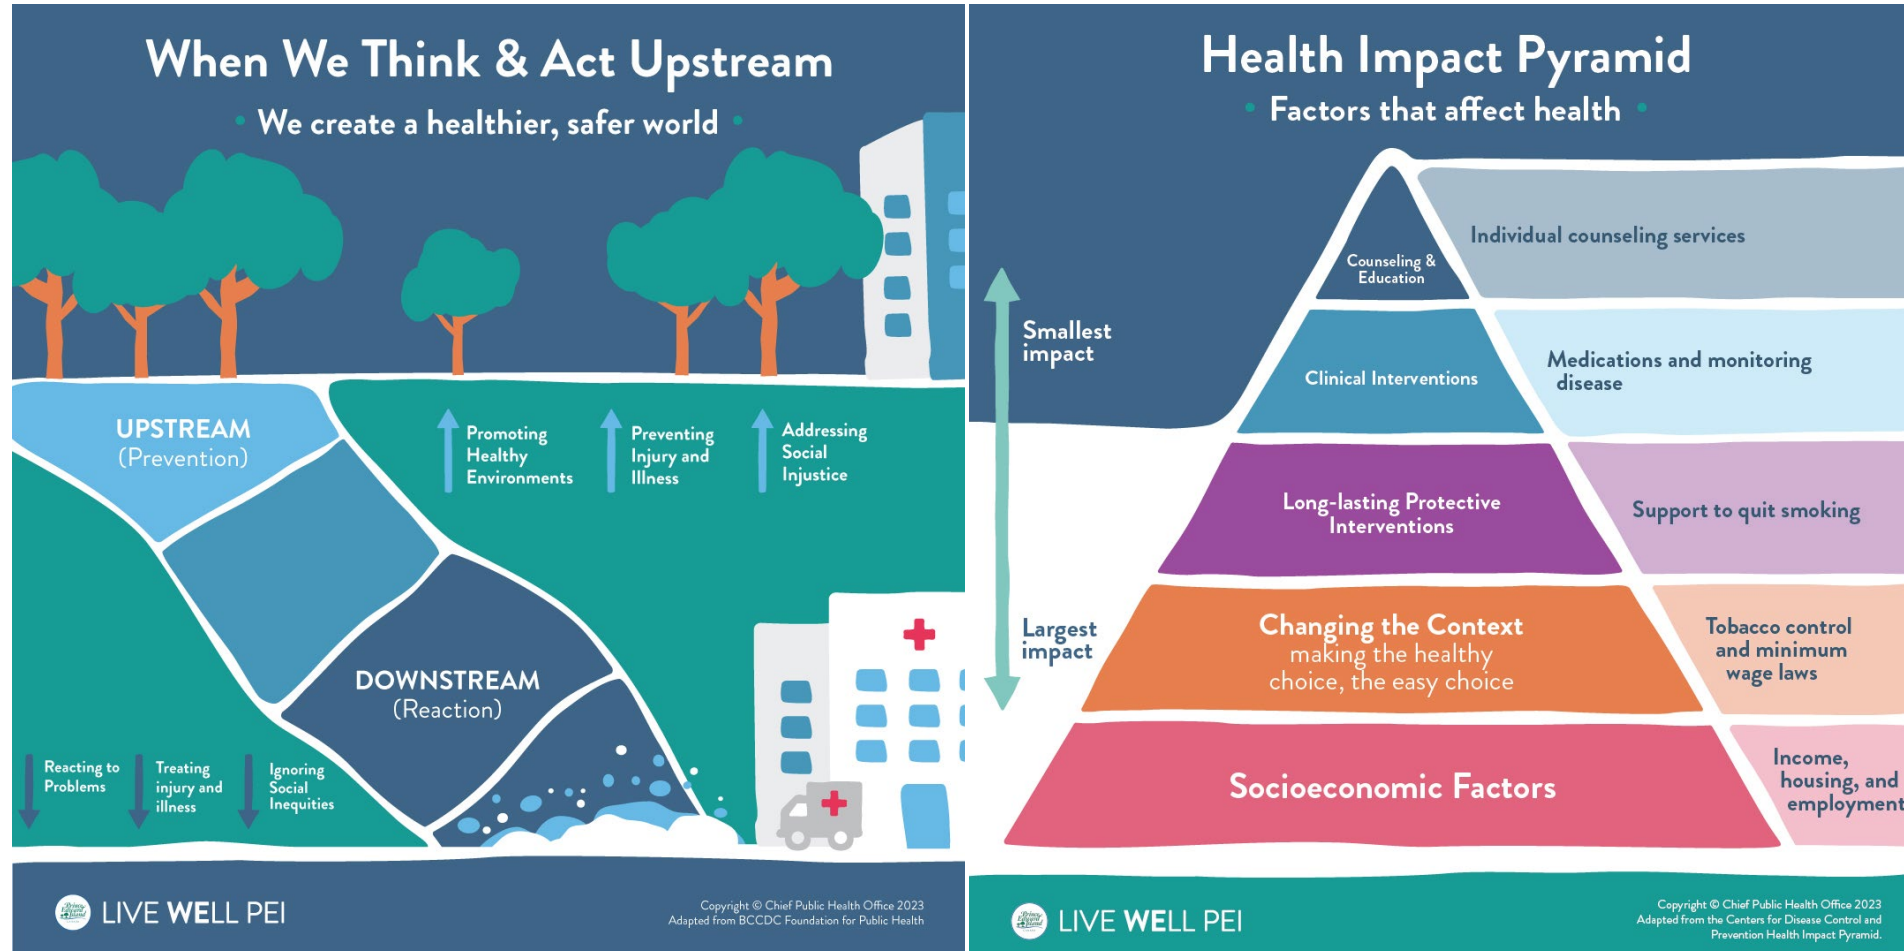 When We Think & Act Upstream
We create a healthier, safer world
UPSTREAM
(Prevention)
Promoting
Healthy
Environments
Preventing
Injury and
Illness
Addressing
Social
Injustice
DOWNSTREAM
(Reaction)
Reacting to
Problems
Treating
injury and
illness
Ignoring
Social
Inequities
LIVE WELL PEI
Copyright © Chief Public Health Office 2023
Adapted from BCCDC Foundation for Public Health
Health Impact Pyramid
Factors that affect health
Smallest
impact
Largest
impact
Counseling &
Education
Individual counseling services
Clinical Interventions
Medications and monitoring
disease
Long-lasting Protective
Interventions
Support to quit smoking
Changing the Context
making the healthy
choice, the easy choice
Tobacco control
and minimum
wage laws
Socioeconomic Factors
Income,
housing, and
employment
LIVE WELL PEI
Copyright © Chief Public Health Office 2023
Adapted from the Centers for Disease Control and
Prevention Health Impact Pyramid.